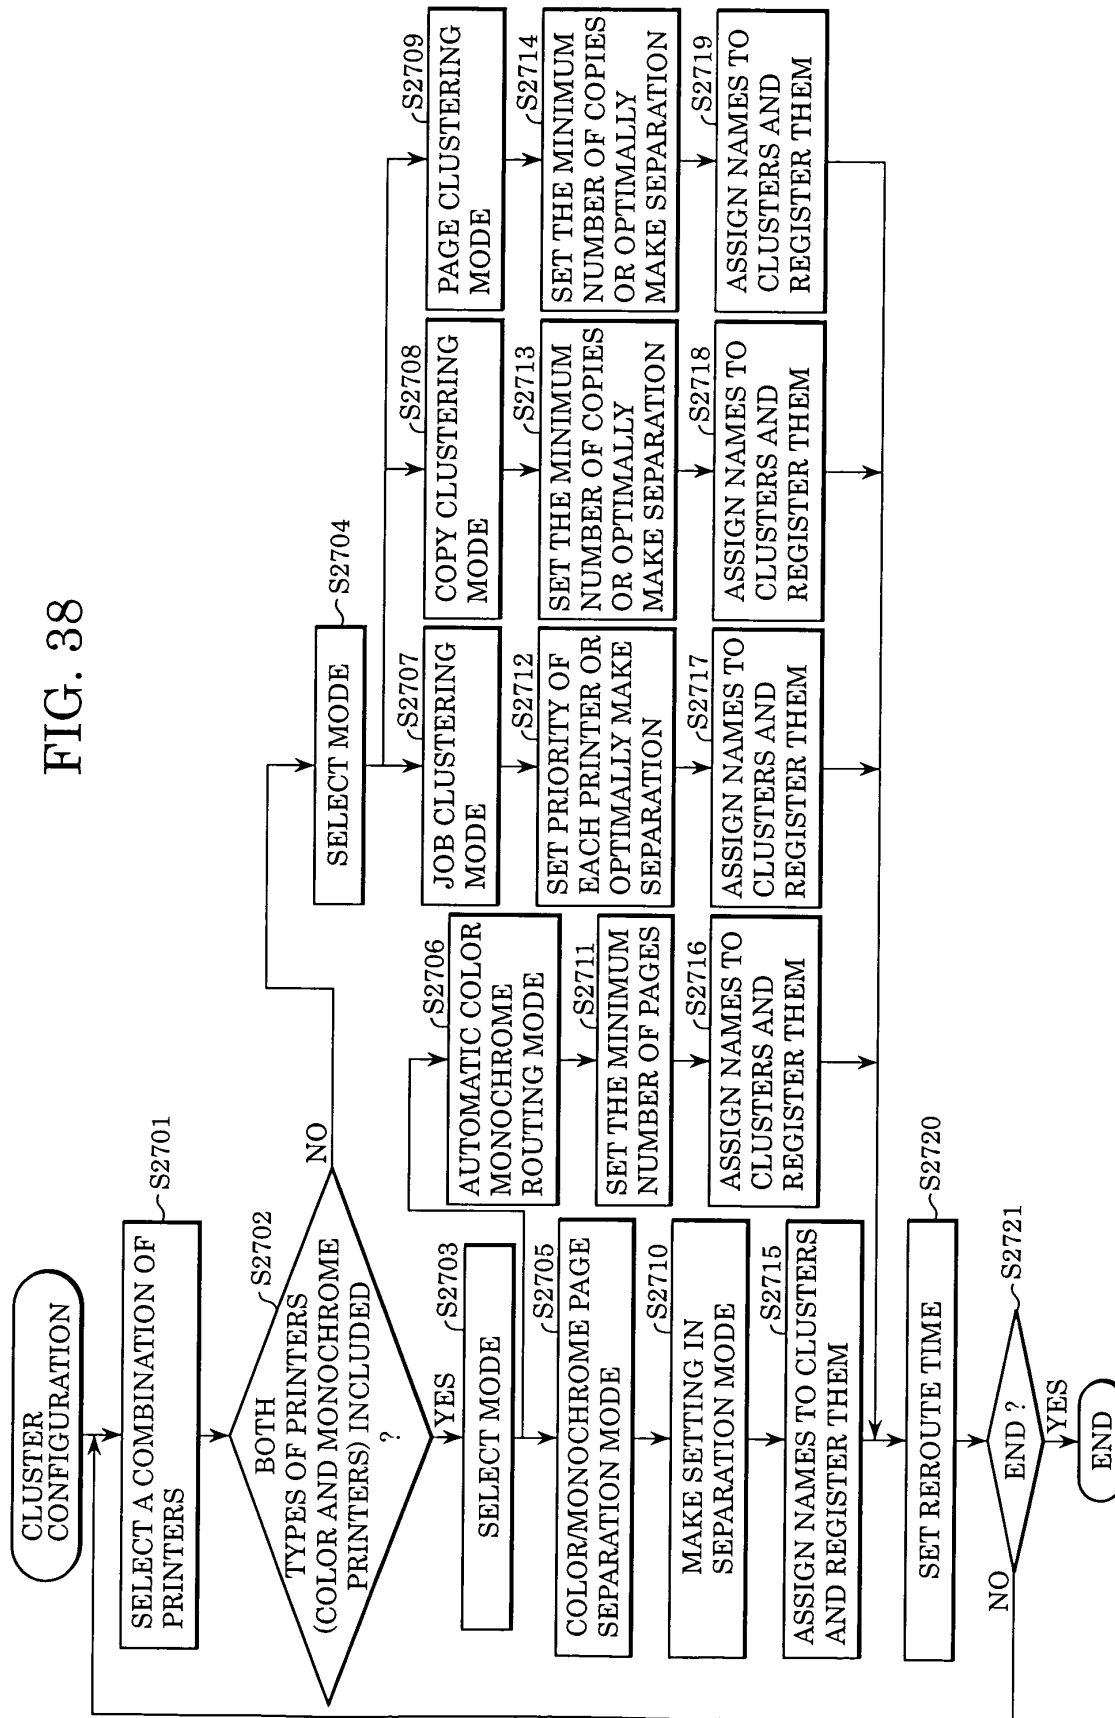 FIG. 38
CLUSTER
CONFIGURATION
SELECT A COMBINATION OF
PRINTERS
S2701
BOTH
TYPES OF PRINTERS
(COLOR AND MONOCHROME
PRINTERS) INCLUDED
?
S2702
NO
YES
SELECT MODE
S2703
SELECT MODE
S2704
COLOR/MONOCHROME PAGE
SEPARATION MODE
S2705
AUTOMATIC COLOR
MONOCHROME
ROUTING MODE
S2706
JOB CLUSTERING
MODE
S2707
COPY CLUSTERING
MODE
S2708
PAGE CLUSTERING
MODE
S2709
MAKE SETTING IN
SEPARATION MODE
S2710
SET THE MINIMUM
NUMBER OF PAGES
S2711
SET PRIORITY OF
EACH PRINTER OR
OPTIMALLY MAKE
SEPARATION
S2712
SET THE MINIMUM
NUMBER OF COPIES
OR OPTIMALLY
MAKE SEPARATION
S2713
SET THE MINIMUM
NUMBER OF COPIES
OR OPTIMALLY
MAKE SEPARATION
S2714
ASSIGN NAMES TO CLUSTERS
AND REGISTER THEM
S2715
ASSIGN NAMES TO
CLUSTERS AND
REGISTER THEM
S2716
ASSIGN NAMES TO
CLUSTERS AND
REGISTER THEM
S2717
ASSIGN NAMES TO
CLUSTERS AND
REGISTER THEM
S2718
ASSIGN NAMES TO
CLUSTERS AND
REGISTER THEM
S2719
SET REROUTE TIME
S2720
END ?
S2721
NO
YES
END